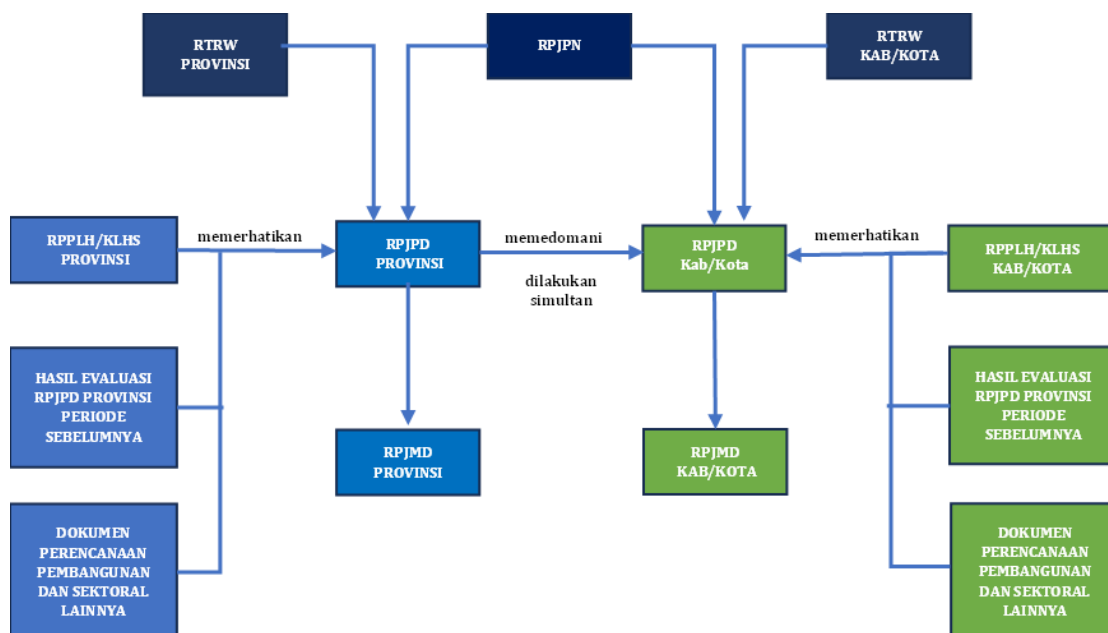 RTRW
PROVINSI
RPJPN
RTRW
KAB/KOTA
RPPLH/KLHS
PROVINSI
memerhatikan
RPJPD
PROVINSI
memedomani
dilakukan
simultan
RPJPD
Kab/Kota
memerhatikan
RPPLH/KLHS
KAB/KOTA
HASIL EVALUASI
RPJPD PROVINSI
PERIODE
SEBELUMNYA
RPJMD
PROVINSI
RPJMD
KAB/KOTA
HASIL EVALUASI
RPJPD PROVINSI
PERIODE
SEBELUMNYA
DOKUMEN
PERENCANAAN
PEMBANGUNAN
DAN SEKTORAL
LAINNYA
DOKUMEN
PERENCANAAN
PEMBANGUNAN
DAN SEKTORAL
LAINNYA